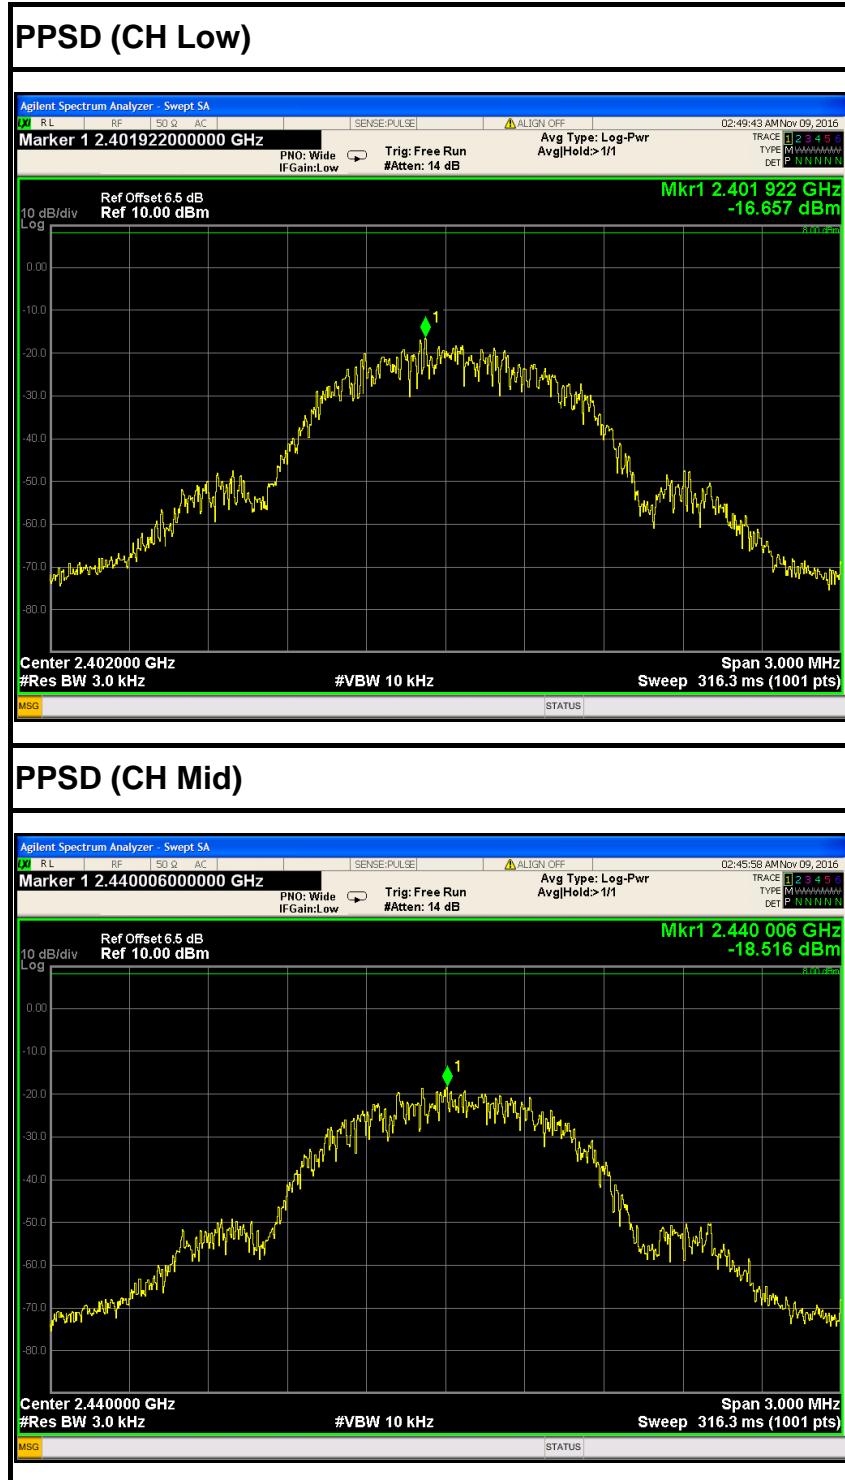 PPSD (CH Low)
Agilent Spectrum Analyzer - Swept SA
LXI RL RF 50 Ω AC SENSE:PULSE ALIGN OFF 02:49:43 AM Nov 09, 2016
Marker 1 2.401922000000 GHz
PNO: Wide
IFGain:Low
Trig: Free Run
#Atten: 14 dB
Avg Type: Log-Pwr
Avg|Hold:>1/1
TRACE 1 2 3 4 5 6
TYPE M
DET P N N N N N
Mkr1 2.401 922 GHz
-16.657 dBm
Ref Offset 6.5 dB
10 dB/div Ref 10.00 dBm
Log
8.00 dBm
0.00
-10.0
1
-20.0
-30.0
-40.0
-50.0
-60.0
-70.0
-80.0
Center 2.402000 GHz Span 3.000 MHz
#Res BW 3.0 kHz #VBW 10 kHz Sweep 316.3 ms (1001 pts)
MSG STATUS
PPSD (CH Mid)
Agilent Spectrum Analyzer - Swept SA
LXI RL RF 50 Ω AC SENSE:PULSE ALIGN OFF 02:45:58 AM Nov 09, 2016
Marker 1 2.440006000000 GHz
PNO: Wide
IFGain:Low
Trig: Free Run
#Atten: 14 dB
Avg Type: Log-Pwr
Avg|Hold:>1/1
TRACE 1 2 3 4 5 6
TYPE M
DET P N N N N N
Mkr1 2.440 006 GHz
-18.516 dBm
Ref Offset 6.5 dB
10 dB/div Ref 10.00 dBm
Log
8.00 dBm
0.00
-10.0
1
-20.0
-30.0
-40.0
-50.0
-60.0
-70.0
-80.0
Center 2.440000 GHz Span 3.000 MHz
#Res BW 3.0 kHz #VBW 10 kHz Sweep 316.3 ms (1001 pts)
MSG STATUS